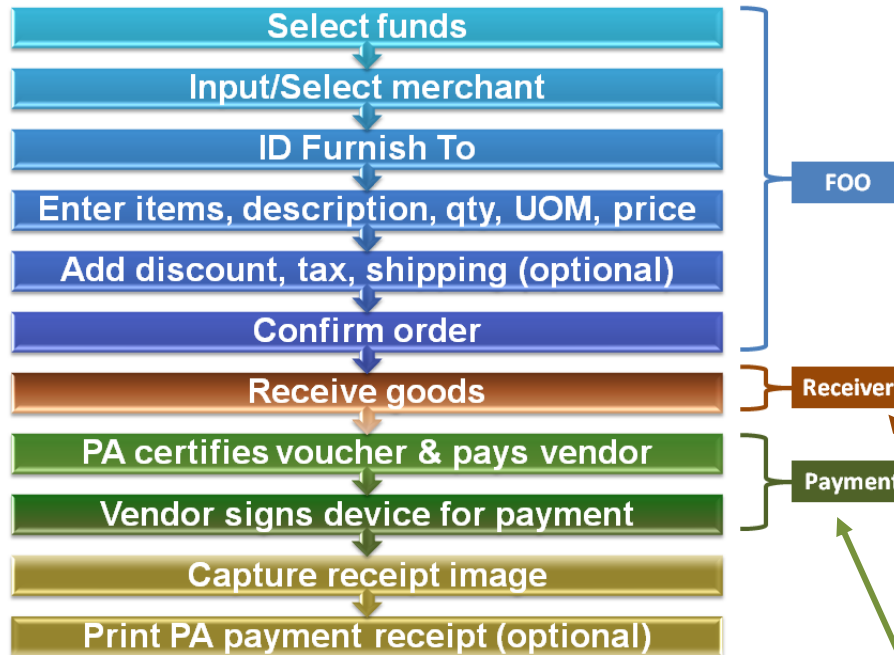 Select funds
Input/Select merchant
ID Furnish To
Enter items, description, qty, UOM, price
Add discount, tax, shipping (optional)
Confirm order
Receive goods
PA certifies voucher & pays vendor
Vendor signs device for payment
Capture receipt image
Print PA payment receipt (optional)
FOO
Receiver
Payment